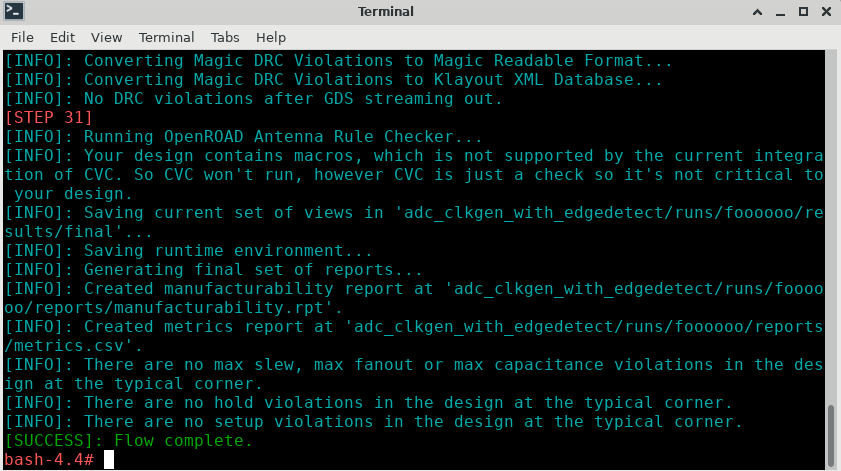 Terminal
File Edit View Terminal Tabs Help
[INFO]: Converting Magic DRC Violations to Magic Readable Format...
[INFO]: Converting Magic DRC Violations to Klayout XML Database...
[INFO]: No DRC violations after GDS streaming out.
[STEP 31]
[INFO]: Running OpenROAD Antenna Rule Checker...
[INFO]: Your design contains macros, which is not supported by the current integra
tion of CVC. So CVC won't run, however CVC is just a check so it's not critical to
 your design.
[INFO]: Saving current set of views in 'adc_clkgen_with_edgedetect/runs/foooooo/re
sults/final'...
[INFO]: Saving runtime environment...
[INFO]: Generating final set of reports...
[INFO]: Created manufacturability report at 'adc_clkgen_with_edgedetect/runs/foooo
oo/reports/manufacturability.rpt'.
[INFO]: Created metrics report at 'adc_clkgen_with_edgedetect/runs/foooooo/reports
/metrics.csv'.
[INFO]: There are no max slew, max fanout or max capacitance violations in the des
ign at the typical corner.
[INFO]: There are no hold violations in the design at the typical corner.
[INFO]: There are no setup violations in the design at the typical corner.
[SUCCESS]: Flow complete.
bash-4.4#